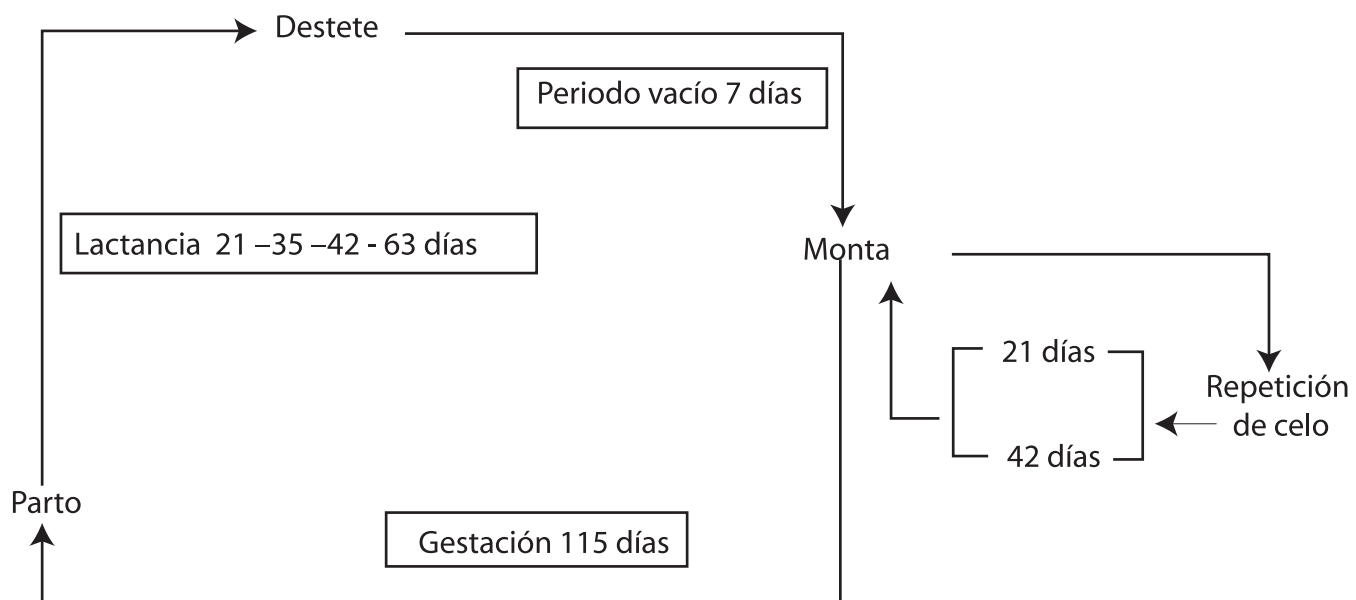 Destete
Periodo vacío 7 días
Lactancia 21 –35 –42 - 63 días
Monta
21 días
Repetición
de celo
42 días
Parto
Gestación 115 días